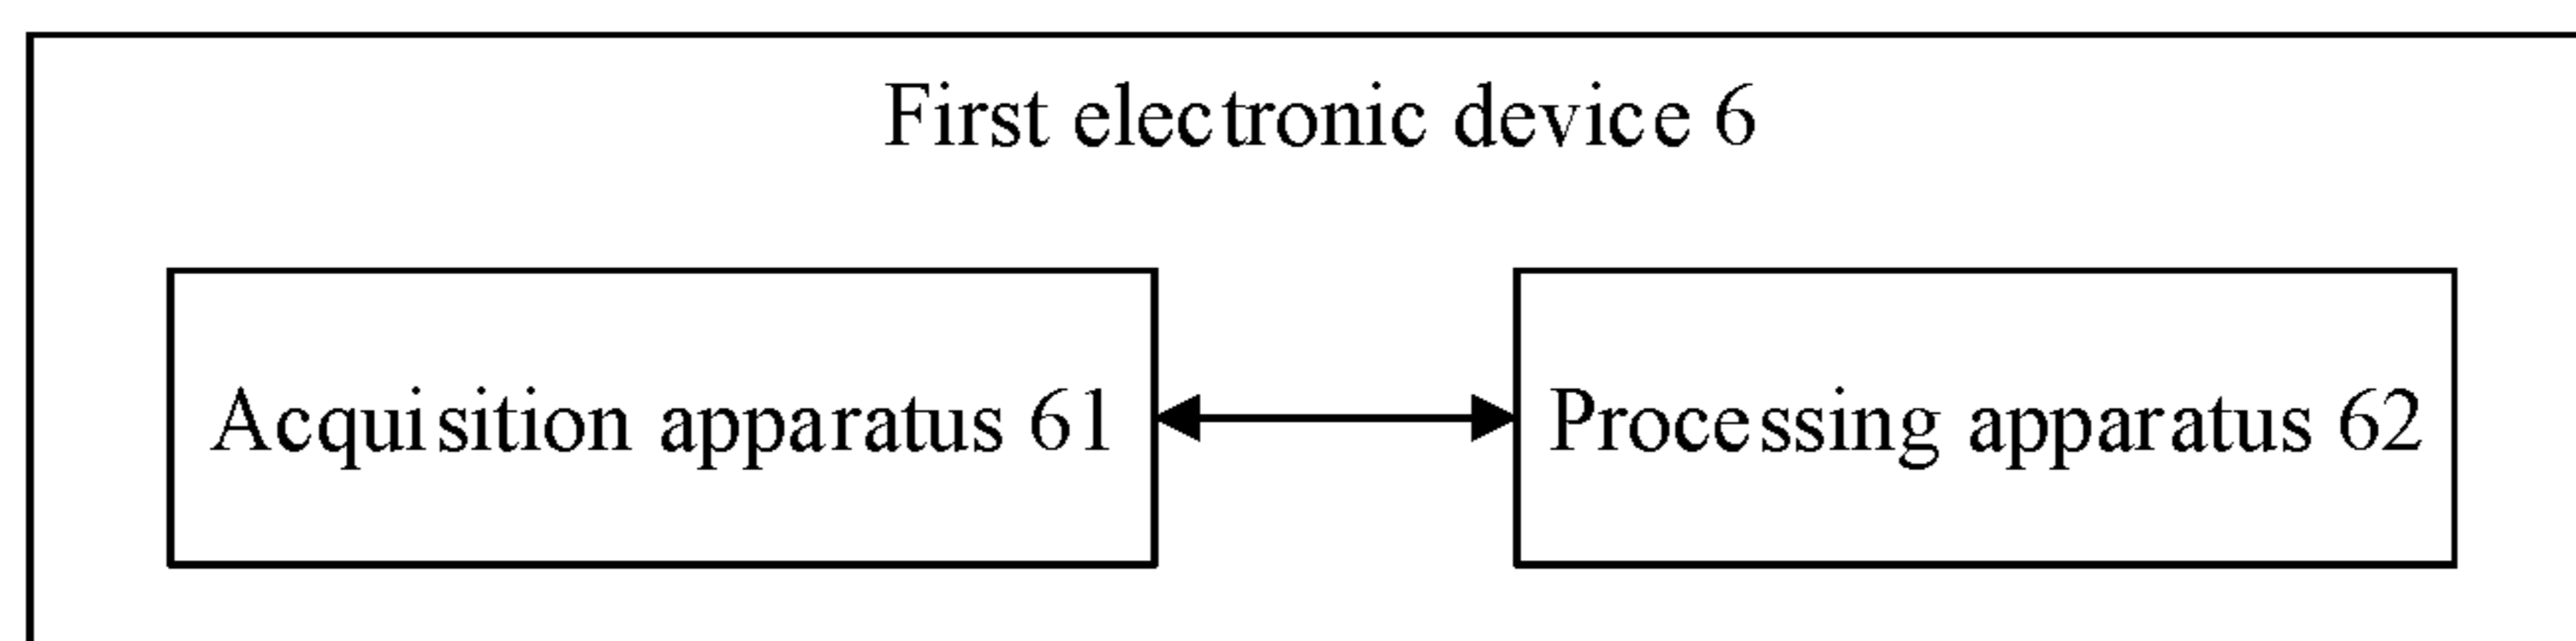 First electronic device 6
Acquisition apparatus 61
Processing apparatus 62